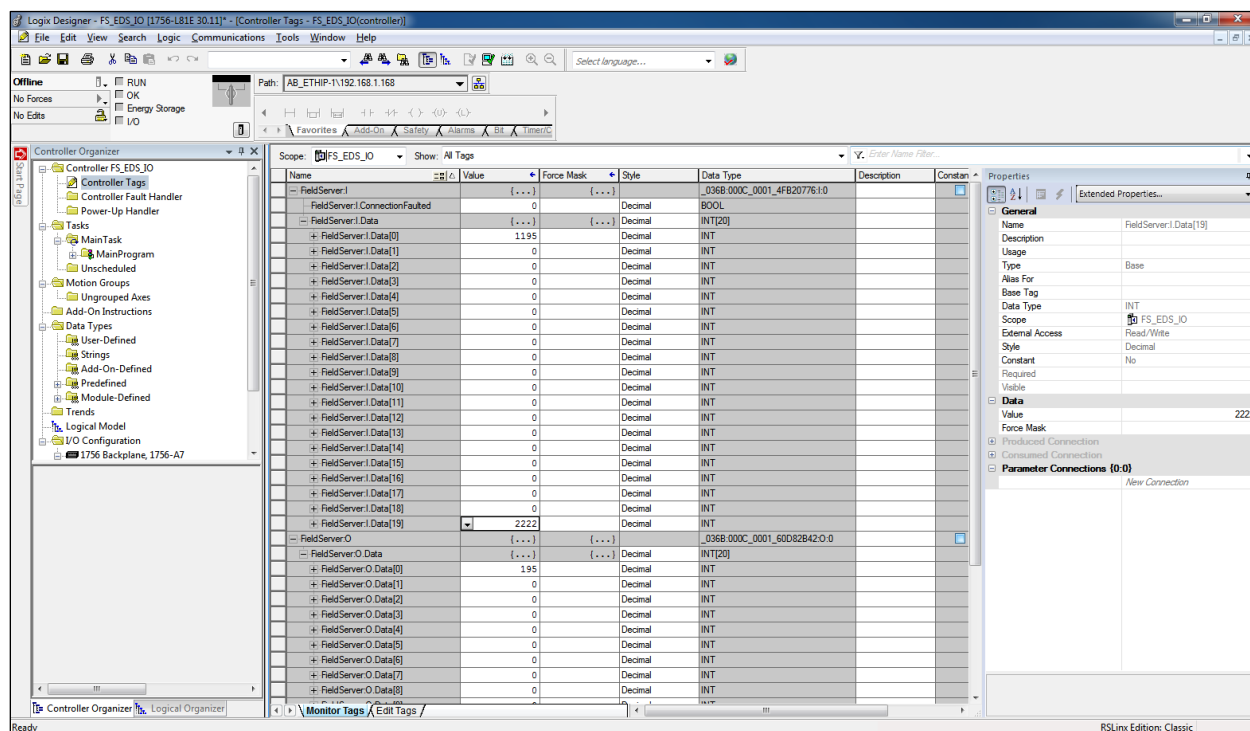 Logix Designer - FS_EDS_IO [1756-L81E 30.11]* - [Controller Tags - FS_EDS_IO(controller)]
File Edit View Search Logic Communications Tools Window Help
Select language...
Offline
RUN
No Forces
OK
Energy Storage
No Edits
I/O
Path: AB_ETHIP-1\192.168.1.168
Favorites Add-On Safety Alarms Bit Timer/C
Start Page
Controller Organizer
Controller FS_EDS_IO
Controller Tags
Controller Fault Handler
Power-Up Handler
Tasks
MainTask
MainProgram
Unscheduled
Motion Groups
Ungrouped Axes
Add-On Instructions
Data Types
User-Defined
Strings
Add-On-Defined
Predefined
Module-Defined
Trends
Logical Model
I/O Configuration
1756 Backplane, 1756-A7
Controller Organizer Logical Organizer
Scope: FS_EDS_IO Show: All Tags Enter Name Filter...
Name Value Force Mask Style Data Type Description Constan
FieldServer:I {...} {...} _036B:000C_0001_4FB20776:I:0
FieldServer:I.ConnectionFaulted 0 Decimal BOOL
FieldServer:I.Data {...} {...} Decimal INT[20]
FieldServer:I.Data[0] 1195 Decimal INT
FieldServer:I.Data[1] 0 Decimal INT
FieldServer:I.Data[2] 0 Decimal INT
FieldServer:I.Data[3] 0 Decimal INT
FieldServer:I.Data[4] 0 Decimal INT
FieldServer:I.Data[5] 0 Decimal INT
FieldServer:I.Data[6] 0 Decimal INT
FieldServer:I.Data[7] 0 Decimal INT
FieldServer:I.Data[8] 0 Decimal INT
FieldServer:I.Data[9] 0 Decimal INT
FieldServer:I.Data[10] 0 Decimal INT
FieldServer:I.Data[11] 0 Decimal INT
FieldServer:I.Data[12] 0 Decimal INT
FieldServer:I.Data[13] 0 Decimal INT
FieldServer:I.Data[14] 0 Decimal INT
FieldServer:I.Data[15] 0 Decimal INT
FieldServer:I.Data[16] 0 Decimal INT
FieldServer:I.Data[17] 0 Decimal INT
FieldServer:I.Data[18] 0 Decimal INT
FieldServer:I.Data[19] 2222 Decimal INT
FieldServer:O {...} {...} _036B:000C_0001_60D82B42:O:0
FieldServer:O.Data {...} {...} Decimal INT[20]
FieldServer:O.Data[0] 195 Decimal INT
FieldServer:O.Data[1] 0 Decimal INT
FieldServer:O.Data[2] 0 Decimal INT
FieldServer:O.Data[3] 0 Decimal INT
FieldServer:O.Data[4] 0 Decimal INT
FieldServer:O.Data[5] 0 Decimal INT
FieldServer:O.Data[6] 0 Decimal INT
FieldServer:O.Data[7] 0 Decimal INT
FieldServer:O.Data[8] 0 Decimal INT
Monitor Tags Edit Tags
Properties
Extended Properties...
General
Name FieldServer:I.Data[19]
Description
Usage
Type Base
Alias For
Base Tag
Data Type INT
Scope FS_EDS_IO
External Access Read/Write
Style Decimal
Constant No
Required
Visible
Data
Value 222
Force Mask
Produced Connection
Consumed Connection
Parameter Connections {0:0}
New Connection
Ready
RSLinx Edition: Classic